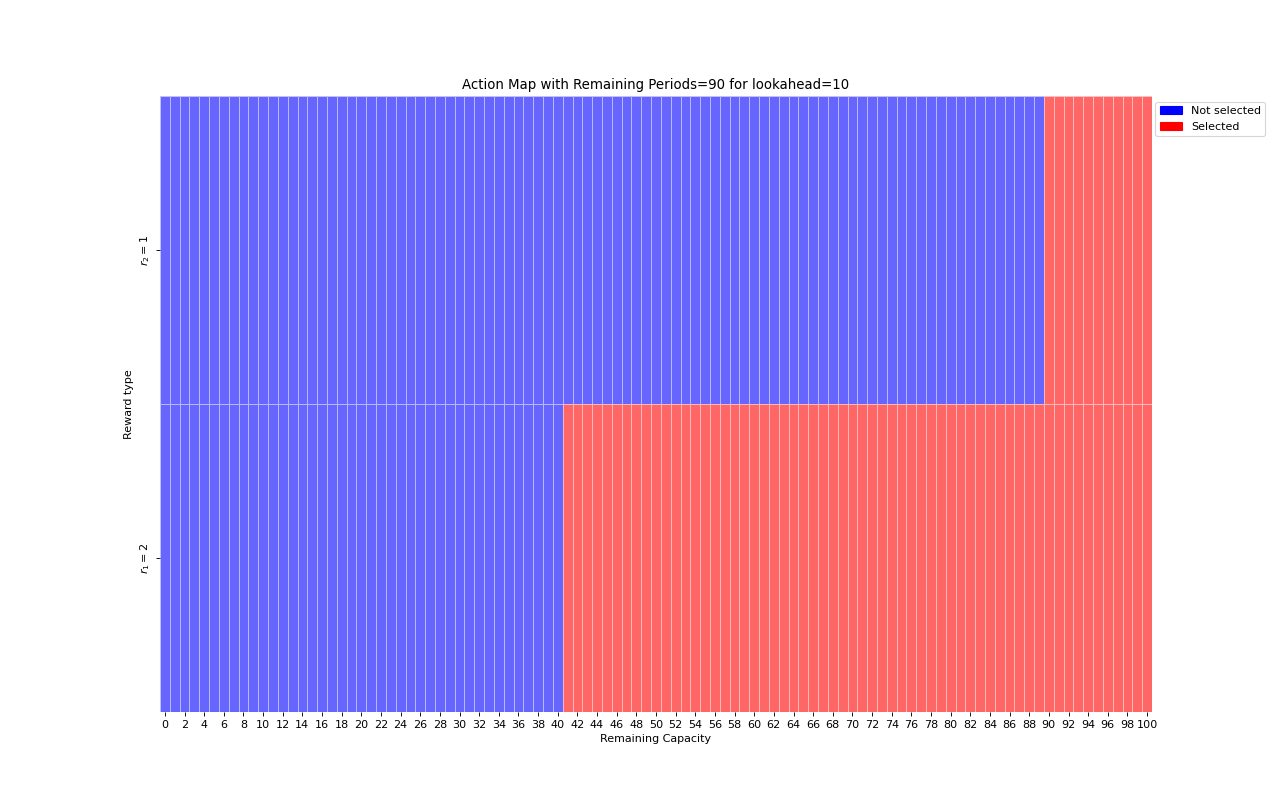 Action Map with Remaining Periods=90 for lookahead=10
Not selected
Selected
r₂ = 1
Reward type
r₁ = 2
0 2 4 6 8 10 12 14 16 18 20 22 24 26 28 30 32 34 36 38 40 42 44 46 48 50 52 54 56 58 60 62 64 66 68 70 72 74 76 78 80 82 84 86 88 90 92 94 96 98 100
Remaining Capacity